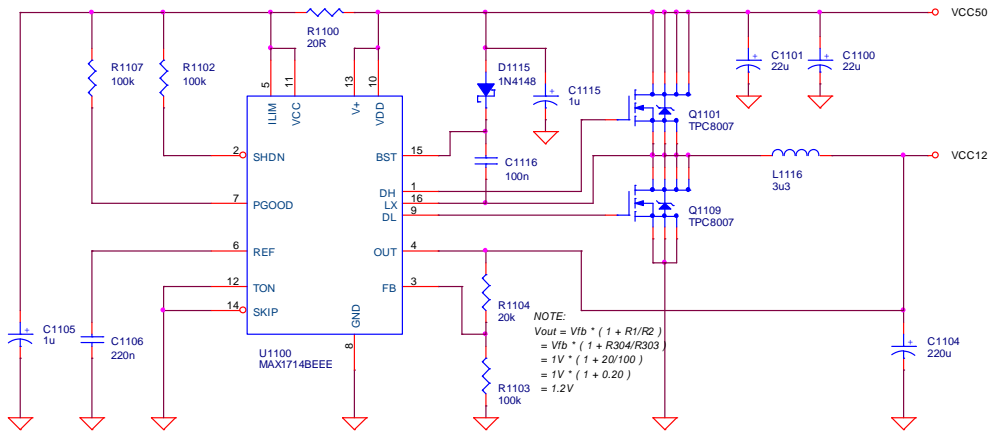 VCC50
R1100
20R
R1107
100k
R1102
100k
D1115
1N4148
C1115
1u
C1101
22u
C1100
22u
5
11
13
10
ILIM
VCC
V+
VDD
Q1101
TPC8007
2
SHDN
BST
15
C1116
100n
VCC12
L1116
3u3
7
PGOOD
DH
1
LX
16
DL
9
Q1109
TPC8007
6
REF
OUT
4
12
TON
FB
3
14
SKIP
GND
8
R1104
20k
NOTE:
Vout = Vfb * ( 1 + R1/R2 )
= Vfb * ( 1 + R304/R303 )
= 1V * ( 1 + 20/100 )
= 1V * ( 1 + 0.20 )
= 1.2V
C1105
1u
C1106
220n
U1100
MAX1714BEEE
R1103
100k
C1104
220u